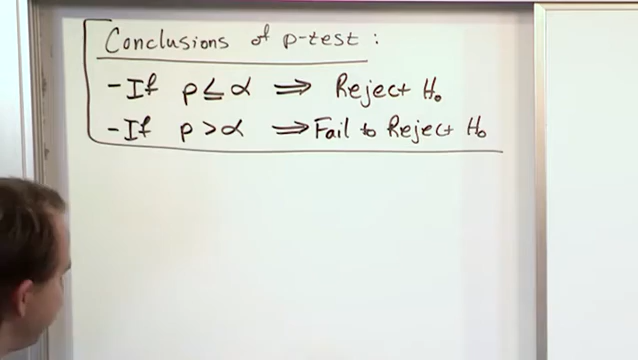 Conclusions of p-test :
-If p ≤ α ⇒ Reject H₀
-If p > α ⇒ Fail to Reject H₀